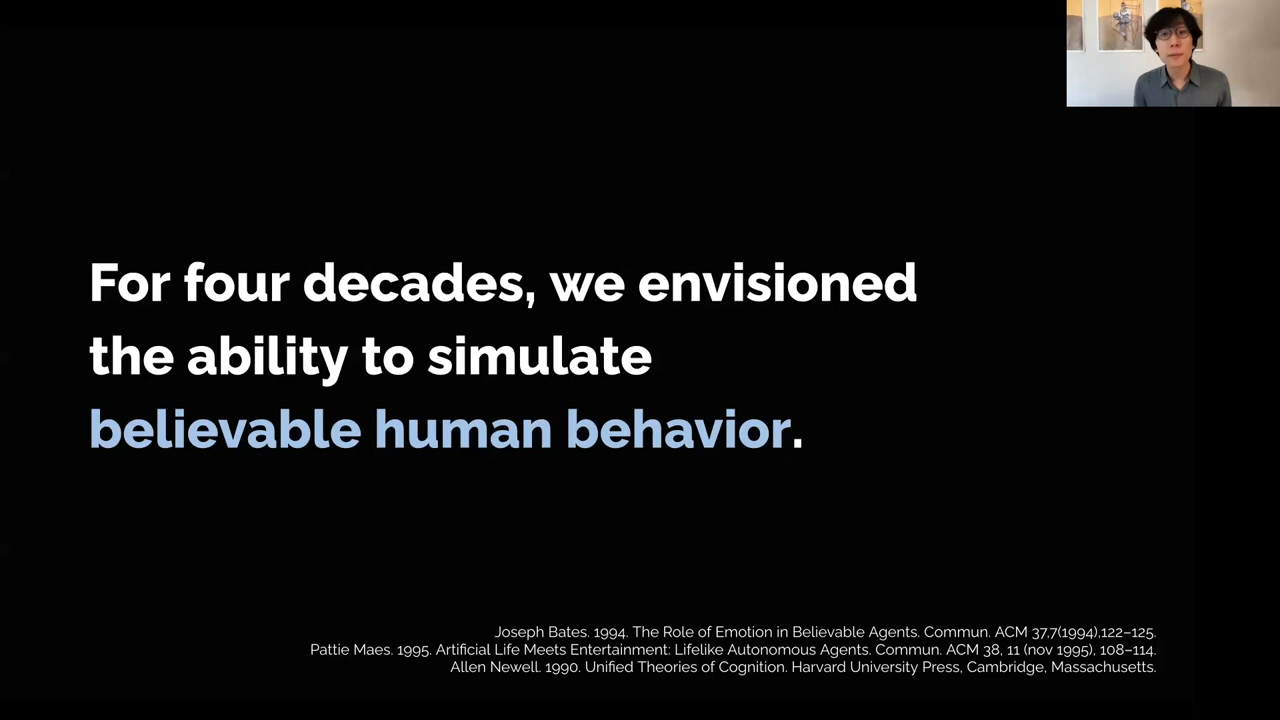 For four decades, we envisioned
the ability to simulate
believable human behavior.
Joseph Bates. 1994. The Role of Emotion in Believable Agents. Commun. ACM 37,7(1994),122–125.
Pattie Maes. 1995. Artificial Life Meets Entertainment: Lifelike Autonomous Agents. Commun. ACM 38, 11 (nov 1995), 108–114.
Allen Newell. 1990. Unified Theories of Cognition. Harvard University Press, Cambridge, Massachusetts.